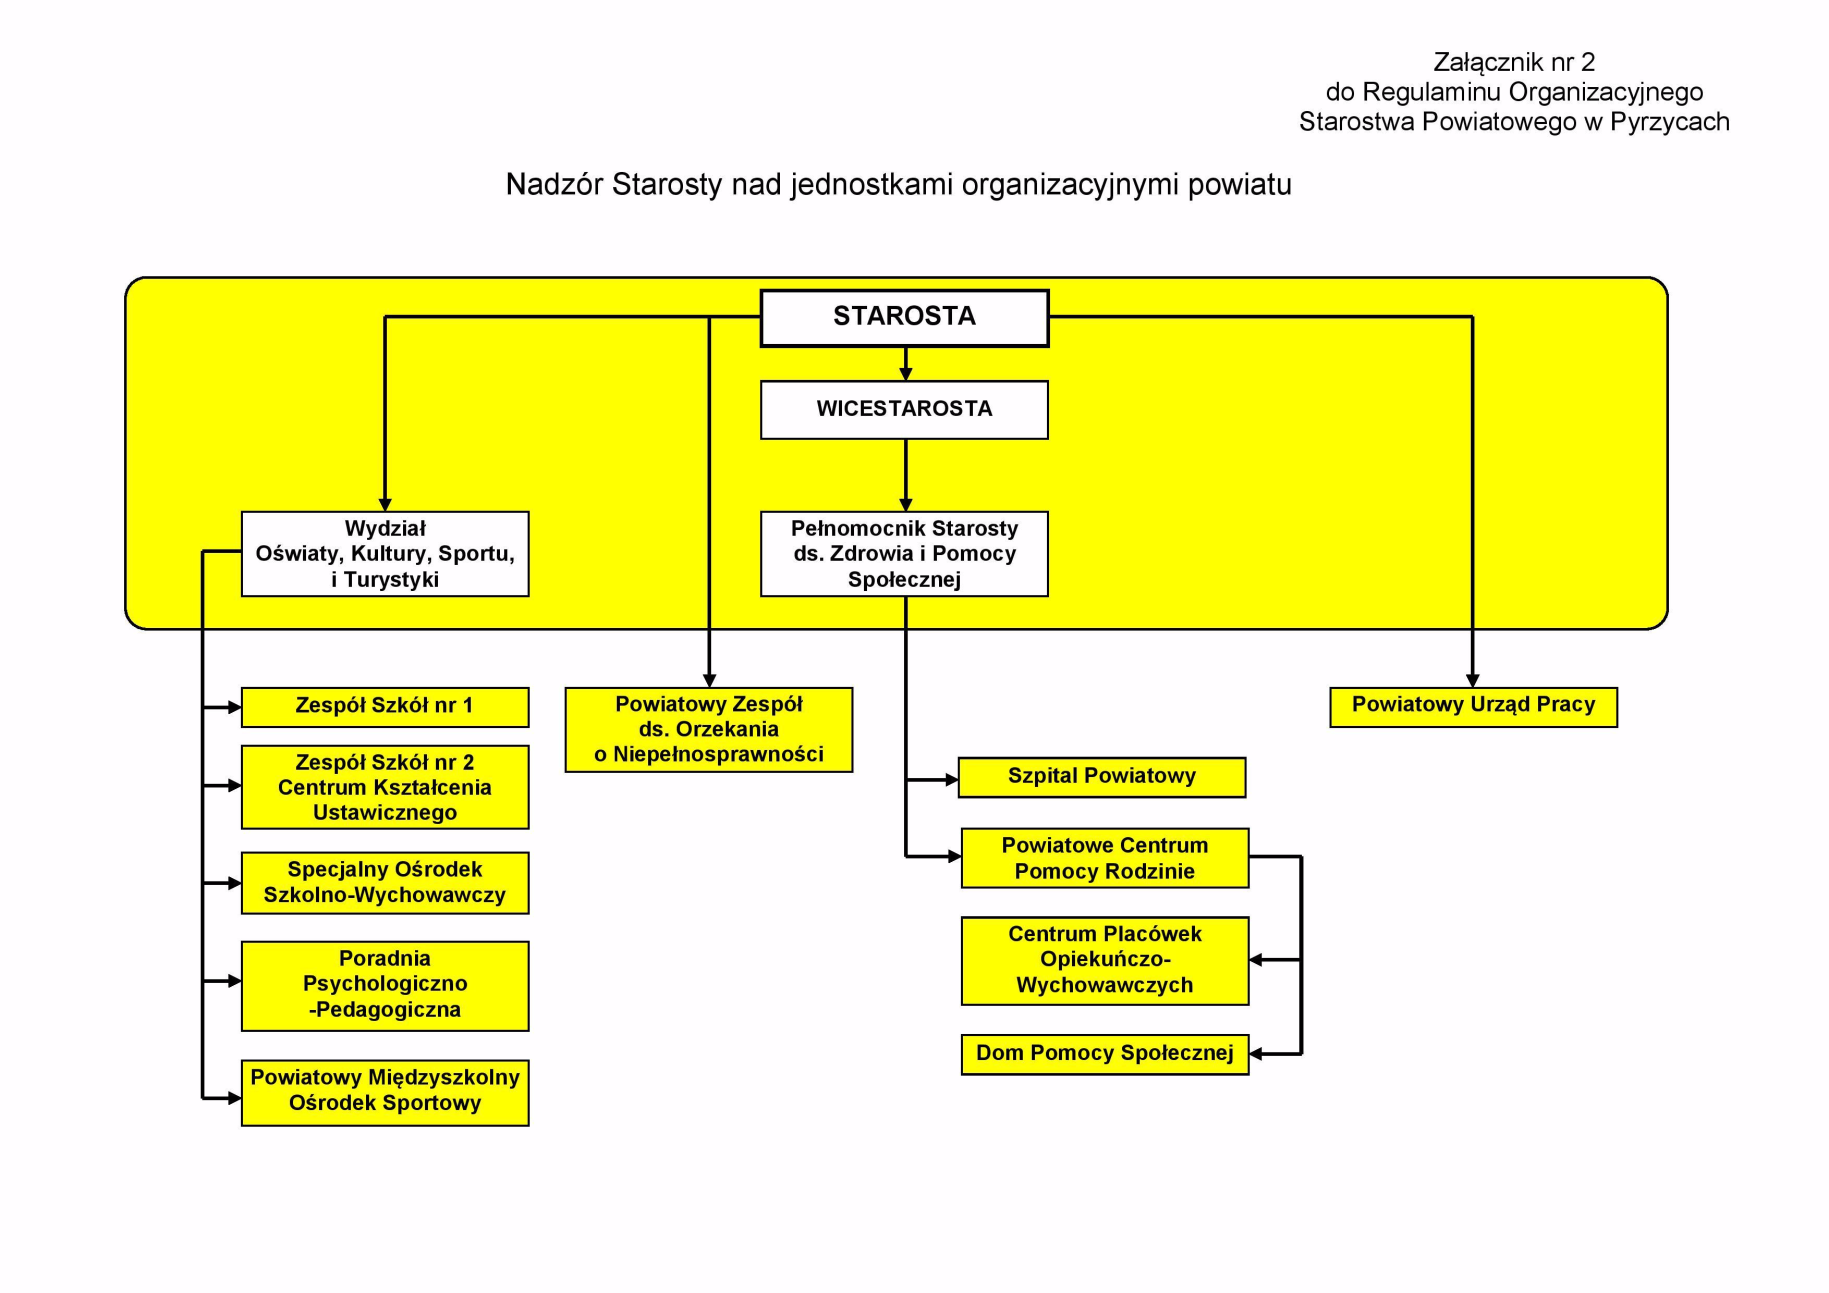 Załącznik nr 2
do Regulaminu Organizacyjnego
Starostwa Powiatowego w Pyrzycach
Nadzór Starosty nad jednostkami organizacyjnymi powiatu
STAROSTA
WICESTAROSTA
Wydział
Oświaty, Kultury, Sportu,
i Turystyki
Pełnomocnik Starosty
ds. Zdrowia i Pomocy
Społecznej
Zespół Szkół nr 1
Zespół Szkół nr 2
Centrum Kształcenia
Ustawicznego
Specjalny Ośrodek
Szkolno-Wychowawczy
Poradnia
Psychologiczno
-Pedagogiczna
Powiatowy Międzyszkolny
Ośrodek Sportowy
Powiatowy Zespół
ds. Orzekania
o Niepełnosprawności
Szpital Powiatowy
Powiatowe Centrum
Pomocy Rodzinie
Centrum Placówek
Opiekuńczo-
Wychowawczych
Dom Pomocy Społecznej
Powiatowy Urząd Pracy